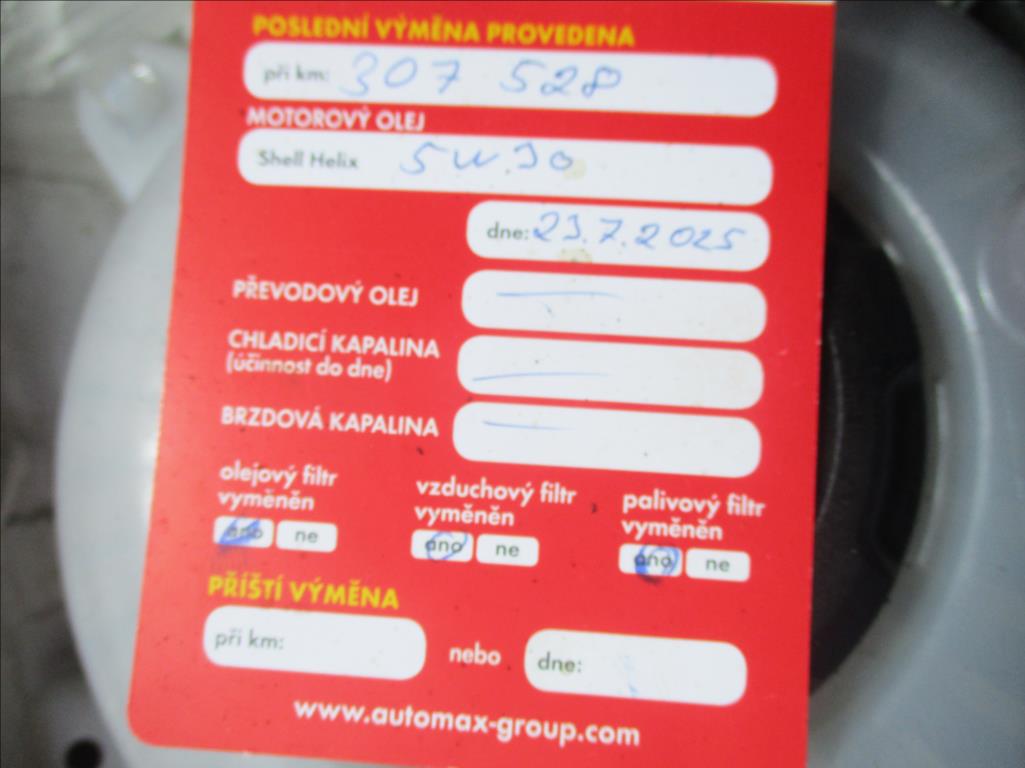 POSLEDNÍ VÝMĚNA PROVEDENA
při km: 307 528
MOTOROVÝ OLEJ
Shell Helix 5W.30
dne: 23.7.2025
PŘEVODOVÝ OLEJ
CHLADICÍ KAPALINA
(účinnost do dne)
BRZDOVÁ KAPALINA
olejový filtr
vyměněn
ano ne
vzduchový filtr
vyměněn
ano ne
palivový filtr
vyměněn
ano ne
PŘÍŠTÍ VÝMĚNA
při km: nebo dne:
www.automax-group.com